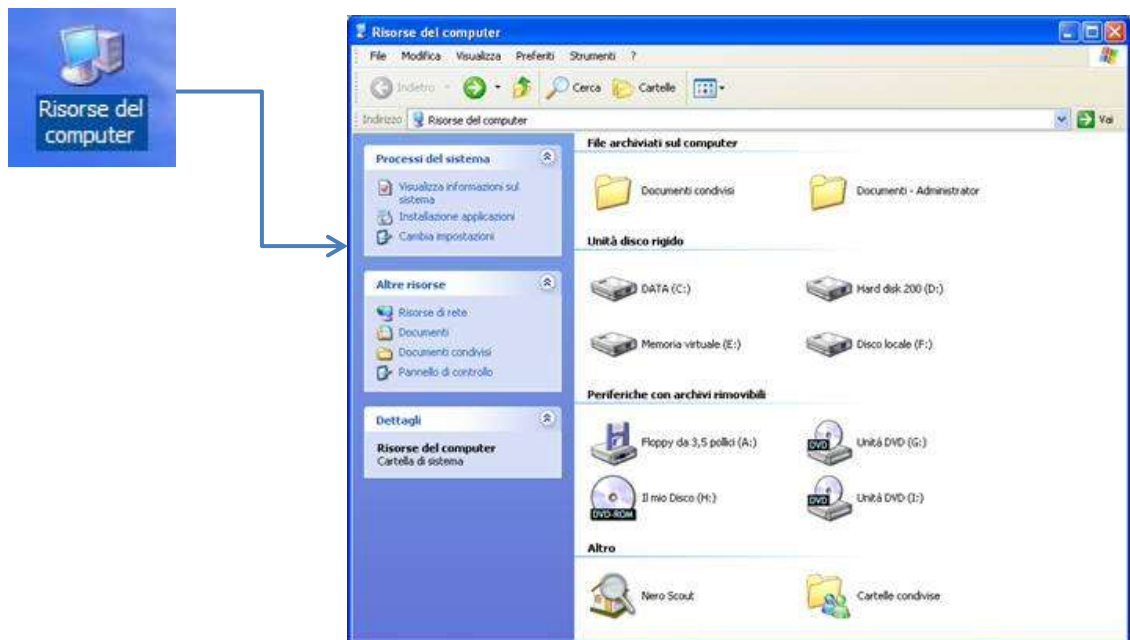 Risorse del
computer
Risorse del computer
File Modifica Visualizza Preferiti Strumenti ?
Indietro Cerca Cartelle
Indirizzo Risorse del computer Vai
Processi del sistema
Visualizza informazioni sul
sistema
Installazione applicazioni
Cambia impostazioni
Altre risorse
Risorse di rete
Documenti
Documenti condivisi
Pannello di controllo
Dettagli
Risorse del computer
Cartella di sistema
File archiviati sul computer
Documenti condivisi
Documenti - Administrator
Unità disco rigido
DATA (C:)
Hard disk 200 (D:)
Memoria virtuale (E:)
Disco locale (F:)
Periferiche con archivi rimovibili
Floppy da 3,5 pollici (A:)
DVD
Unità DVD (G:)
DVD-ROM
Il mio Disco (H:)
DVD
Unità DVD (I:)
Altro
Nero Scout
Cartelle condivise